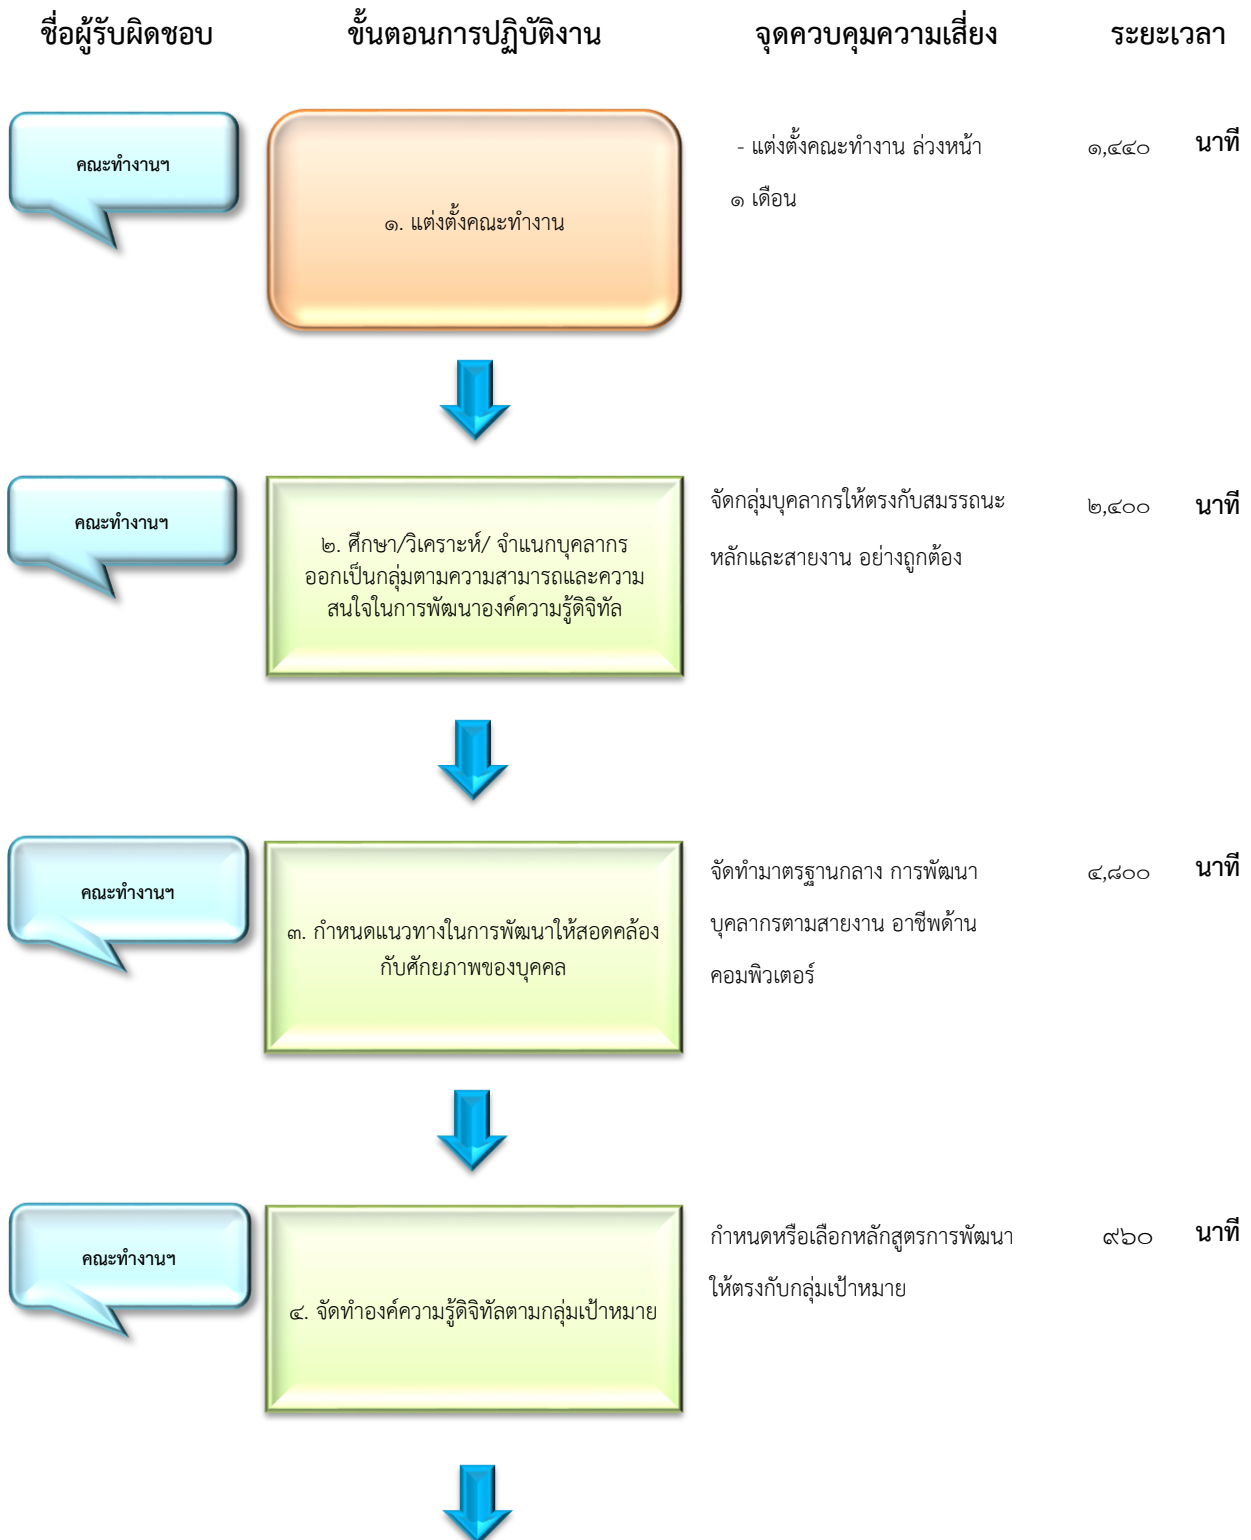 ชื่อผู้รับผิดชอบ ขั้นตอนการปฏิบัติงาน จุดควบคุมความเสี่ยง ระยะเวลา
คณะทำงานฯ
๑. แต่งตั้งคณะทำงาน
- แต่งตั้งคณะทำงาน ล่วงหน้า
๑ เดือน
๑,๔๔๐ นาที
คณะทำงานฯ
๒. ศึกษา/วิเคราะห์/ จำแนกบุคลากร
ออกเป็นกลุ่มตามความสามารถและความ
สนใจในการพัฒนาองค์ความรู้ดิจิทัล
จัดกลุ่มบุคลากรให้ตรงกับสมรรถนะ
หลักและสายงาน อย่างถูกต้อง
๒,๔๐๐ นาที
คณะทำงานฯ
๓. กำหนดแนวทางในการพัฒนาให้สอดคล้อง
กับศักยภาพของบุคคล
จัดทำมาตรฐานกลาง การพัฒนา
บุคลากรตามสายงาน อาชีพด้าน
คอมพิวเตอร์
๔,๘๐๐ นาที
คณะทำงานฯ
๔. จัดทำองค์ความรู้ดิจิทัลตามกลุ่มเป้าหมาย
กำหนดหรือเลือกหลักสูตรการพัฒนา
ให้ตรงกับกลุ่มเป้าหมาย
๙๖๐ นาที